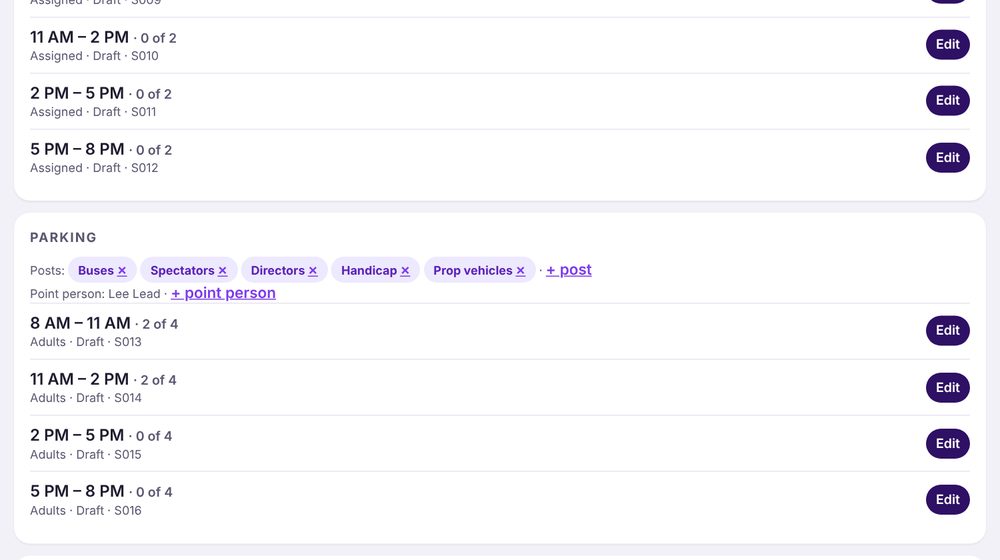 Assigned · Draft · S009
11 AM – 2 PM · 0 of 2
Assigned · Draft · S010
Edit
2 PM – 5 PM · 0 of 2
Assigned · Draft · S011
Edit
5 PM – 8 PM · 0 of 2
Assigned · Draft · S012
Edit
PARKING
Posts: Buses × Spectators × Directors × Handicap × Prop vehicles × · + post
Point person: Lee Lead · + point person
8 AM – 11 AM · 2 of 4
Adults · Draft · S013
Edit
11 AM – 2 PM · 2 of 4
Adults · Draft · S014
Edit
2 PM – 5 PM · 0 of 4
Adults · Draft · S015
Edit
5 PM – 8 PM · 0 of 4
Adults · Draft · S016
Edit